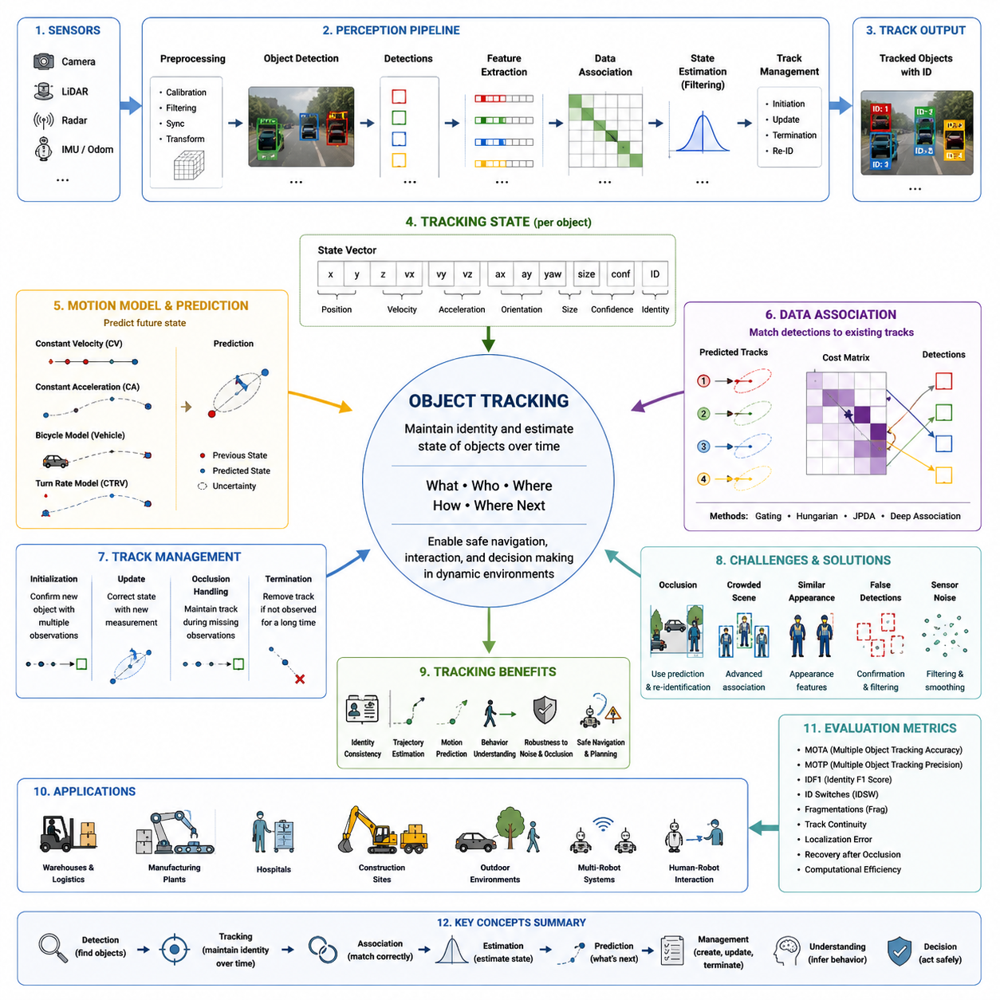 1. SENSORS
Camera
LiDAR
Radar
IMU / Odom
...
2. PERCEPTION PIPELINE
Preprocessing
• Calibration
• Filtering
• Sync
• Transform
Object Detection
...
Detections
...
Feature
Extraction
...
Data
Association
...
State
Estimation
(Filtering)
...
Track
Management
• Initiation
• Update
• Termination
• Re-ID
3. TRACK OUTPUT
Tracked Objects
with ID
ID: 1
ID: 3
...
4. TRACKING STATE (per object)
State Vector
x y z vx vy vz ax ay yaw size conf ID
Position Velocity Acceleration Orientation Size Confidence Identity
5. MOTION MODEL & PREDICTION
Predict future state
Constant Velocity (CV)
Constant Acceleration (CA)
Bicycle Model (Vehicle)
Turn Rate Model (CTRV)
Prediction
Previous State
Predicted State
Uncertainty
OBJECT TRACKING
Maintain identity and estimate
state of objects over time
What • Who • Where
How • Where Next
Enable safe navigation,
interaction, and decision making
in dynamic environments
6. DATA ASSOCIATION
Match detections to existing tracks
Predicted Tracks
1
2
3
4
Cost Matrix
Detections
Methods: Gating • Hungarian • JPDA • Deep Association
7. TRACK MANAGEMENT
Initialization
Confirm new
object with
multiple
observations
Update
Correct state
with new
measurement
Occlusion
Handling
Maintain track
during missing
observations
Termination
Remove track
if not observed
for a long time
8. CHALLENGES & SOLUTIONS
Occlusion
Use prediction
& re-identification
Crowded
Scene
Advanced
association
Similar
Appearance
Appearance
features
False
Detections
Confirmation
& filtering
Sensor
Noise
Filtering &
smoothing
9. TRACKING BENEFITS
Identity
Consistency
Trajectory
Estimation
Motion
Prediction
Behavior
Understanding
Robustness to
Noise & Occlusion
Safe Navigation
& Planning
10. APPLICATIONS
Warehouses &
Logistics
Manufacturing
Plants
Hospitals
Construction
Sites
Outdoor
Environments
Multi-Robot
Systems
Human-Robot
Interaction
11. EVALUATION METRICS
• MOTA (Multiple Object Tracking Accuracy)
• MOTP (Multiple Object Tracking Precision)
• IDF1 (Identity F1 Score)
• ID Switches (IDSW)
• Fragmentations (Frag)
• Track Continuity
• Localization Error
• Recovery after Occlusion
• Computational Efficiency
12. KEY CONCEPTS SUMMARY
Detection
(find objects)
Tracking
(maintain identity
over time)
Association
(match correctly)
Estimation
(estimate state)
Prediction
(what's next)
Management
(create, update,
terminate)
Understanding
(infer behavior)
Decision
(act safely)